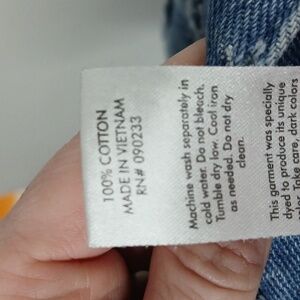 100% COTTON
MADE IN VIETNAM
RN# 090233
Machine wash separately in
cold water. Do not bleach.
Tumble dry low. Cool iron
as needed. Do not dry
clean.
This garment was specially
dyed to produce its unique
take care, dark colors